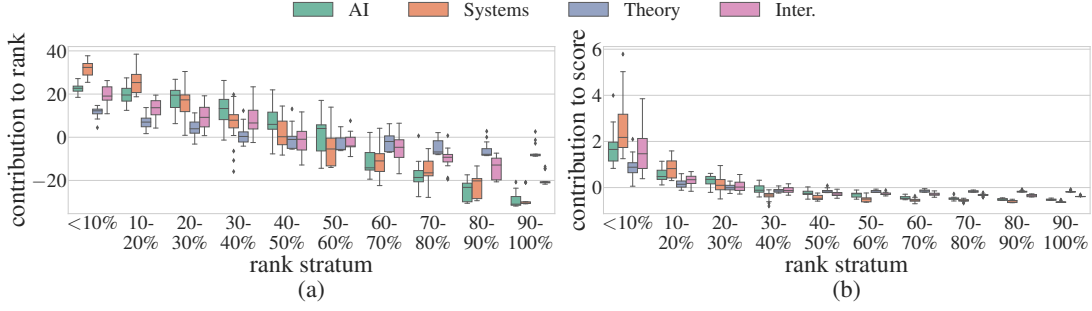 AI Systems Theory Inter.
contribution to rank
40
20
0
−20
<10% 10-20% 20-30% 30-40% 40-50% 50-60% 60-70% 70-80% 80-90% 90-100%
rank stratum
(a)
contribution to score
6
4
2
0
<10% 10-20% 20-30% 30-40% 40-50% 50-60% 60-70% 70-80% 80-90% 90-100%
rank stratum
(b)